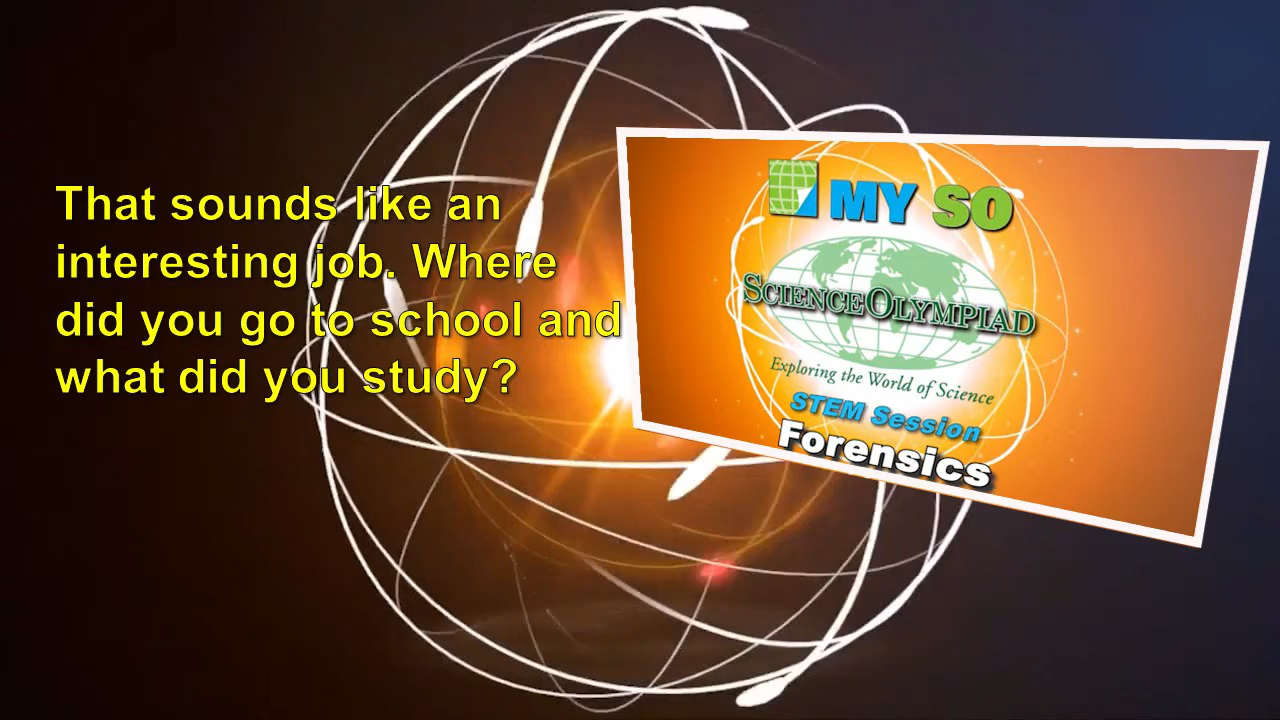 That sounds like an
interesting job. Where
did you go to school and
what did you study?
MY SO
SCIENCE OLYMPIAD
Exploring the World of Science
STEM Session
Forensics